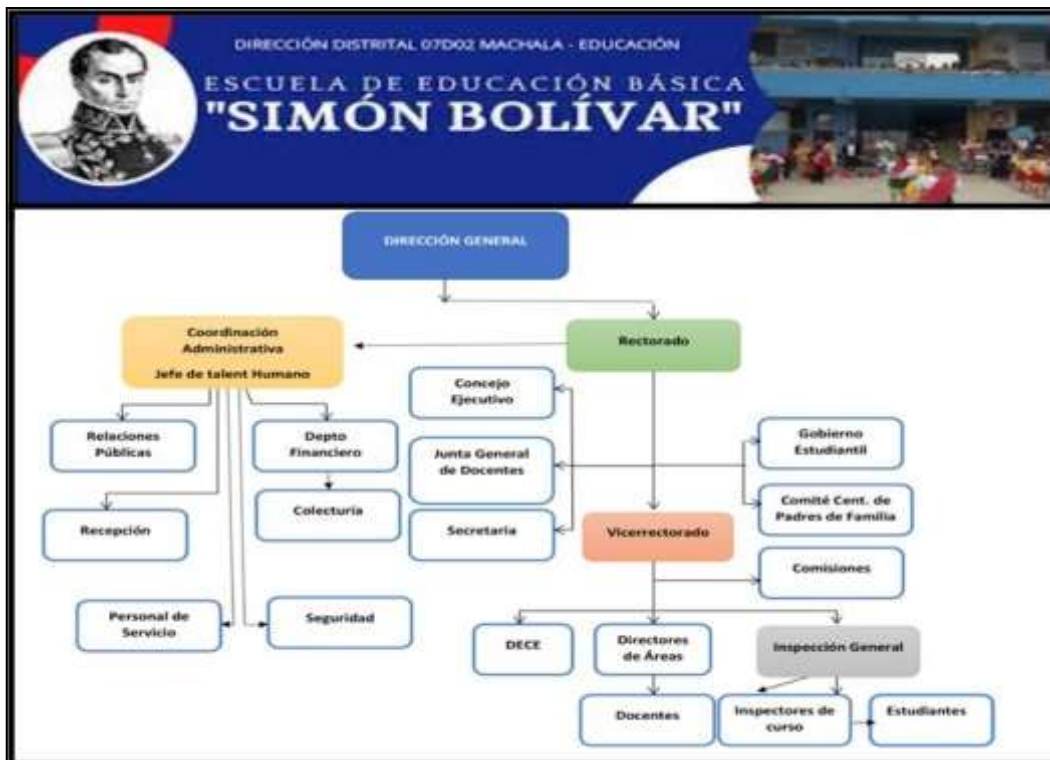 DIRECCIÓN DISTRITAL 07D02 MACHALA - EDUCACIÓN
ESCUELA DE EDUCACIÓN BÁSICA
"SIMÓN BOLÍVAR"
DIRECCIÓN GENERAL
Coordinación
Administrativa
Jefe de talent Humano
Rectorado
Concejo
Ejecutivo
Relaciones
Públicas
Depto
Financiero
Junta General
de Docentes
Gobierno
Estudiantil
Recepción
Colecturía
Secretaria
Vicerrectorado
Comité Cent. de
Padres de Familia
Comisiones
Personal de
Servicio
Seguridad
DECE
Directores
de Áreas
Inspección General
Docentes
Inspectores de
curso
Estudiantes